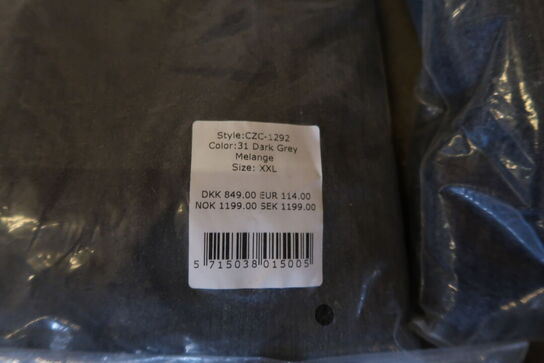 Style:CZC-1292
Color:31 Dark Grey
Melange
Size: XXL
DKK 849.00 EUR 114.00
NOK 1199.00 SEK 1199.00
5 715038 015005